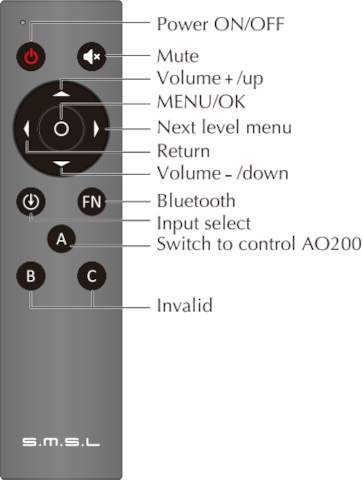 Power ON/OFF
Mute
Volume+/up
MENU/OK
Next level menu
Return
Volume-/down
FN
Bluetooth
Input select
A
Switch to control AO200
B
C
Invalid
S.M.S.L